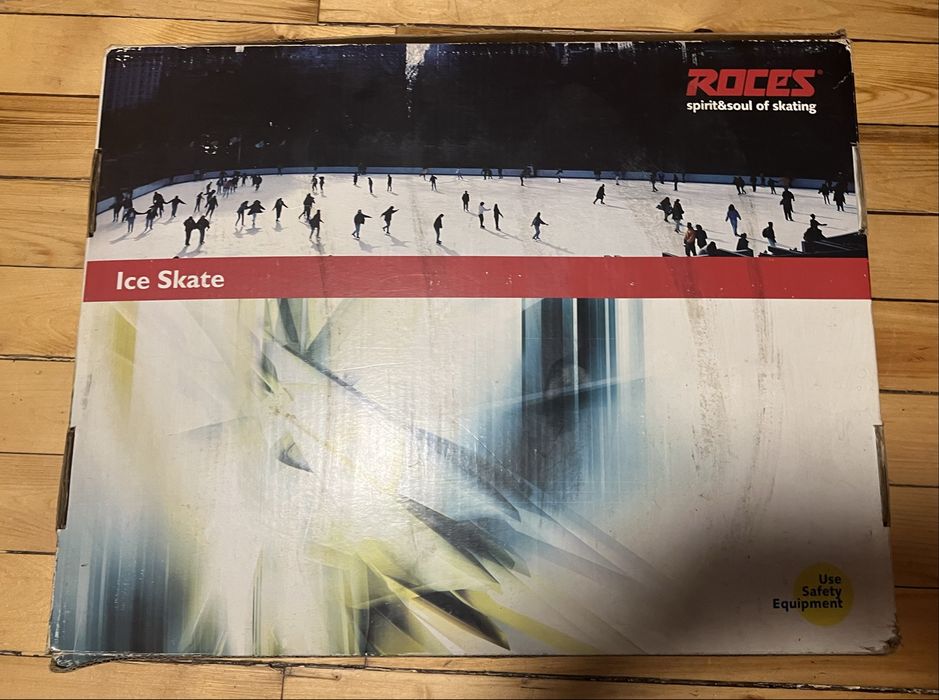 ROCES
spirit&soul of skating
Ice Skate
Use
Safety
Equipment